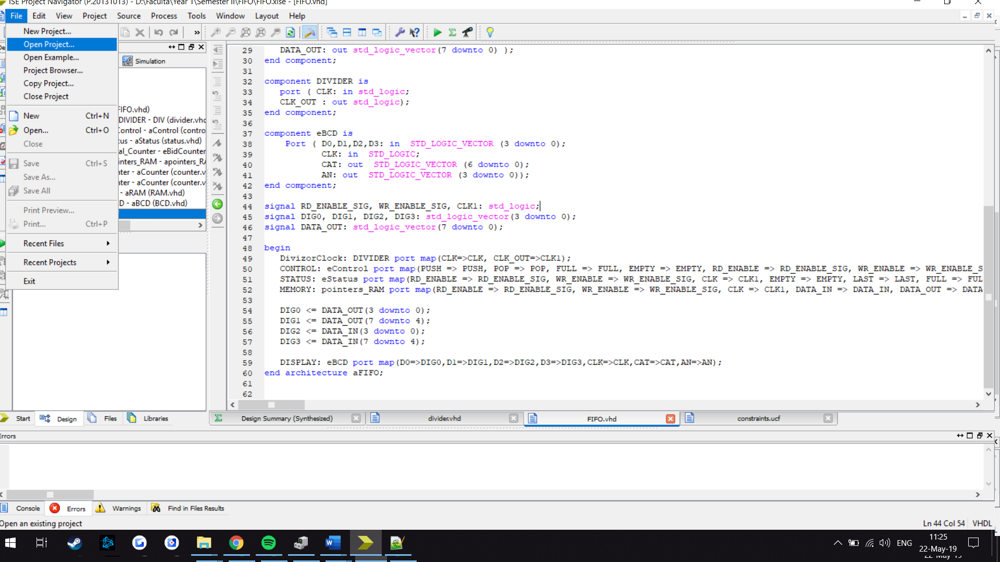 ISE Project Navigator (P.20131013) - D:\Faculta\Year 1\Semester II\FIFO\FIFO.xise - [FIFO.vhd]
File Edit View Project Source Process Tools Window Layout Help
New Project...
Open Project...
Open Example...
Project Browser...
Copy Project...
Close Project
New Ctrl+N
Open... Ctrl+O
Close
Save Ctrl+S
Save As...
Save All
Print Preview...
Print... Ctrl+P
Recent Files
Recent Projects
Exit
»
Simulation
FIFO.vhd)
DIVIDER - DIV (divider.vhd
Control - aControl (contro
tus - aStatus (status.vhd)
al_Counter - eBidCounter
inters_RAM - apointers_RA
nter - aCounter (counter.v
nter - aCounter (counter.v
- aRAM (RAM.vhd)
D - aBCD (BCD.vhd)
29 DATA_OUT: out std_logic_vector(7 downto 0) );
30 end component;
31
32 component DIVIDER is
33 port ( CLK: in std_logic;
34 CLK_OUT : out std_logic);
35 end component;
36
37 component eBCD is
38 Port ( D0,D1,D2,D3: in STD_LOGIC_VECTOR (3 downto 0);
39 CLK: in STD_LOGIC;
40 CAT: out STD_LOGIC_VECTOR (6 downto 0);
41 AN: out STD_LOGIC_VECTOR (3 downto 0));
42 end component;
43
44 signal RD_ENABLE_SIG, WR_ENABLE_SIG, CLK1: std_logic;
45 signal DIG0, DIG1, DIG2, DIG3: std_logic_vector(3 downto 0);
46 signal DATA_OUT: std_logic_vector(7 downto 0);
47
48 begin
49 DivizorClock: DIVIDER port map(CLK=>CLK, CLK_OUT=>CLK1);
50 CONTROL: eControl port map(PUSH => PUSH, POP => POP, FULL => FULL, EMPTY => EMPTY, RD_ENABLE => RD_ENABLE_SIG, WR_ENABLE => WR_ENABLE_S
51 STATUS: eStatus port map(RD_ENABLE => RD_ENABLE_SIG, WR_ENABLE => WR_ENABLE_SIG, CLK => CLK1, EMPTY => EMPTY, LAST => LAST, FULL => FUL
52 MEMORY: pointers_RAM port map(RD_ENABLE => RD_ENABLE_SIG, WR_ENABLE => WR_ENABLE_SIG, CLK => CLK1, DATA_IN => DATA_IN, DATA_OUT => DATA
53
54 DIG0 <= DATA_OUT(3 downto 0);
55 DIG1 <= DATA_OUT(7 downto 4);
56 DIG2 <= DATA_IN(3 downto 0);
57 DIG3 <= DATA_IN(7 downto 4);
58
59 DISPLAY: eBCD port map(D0=>DIG0,D1=>DIG1,D2=>DIG2,D3=>DIG3,CLK=>CLK,CAT=>CAT,AN=>AN);
60 end architecture aFIFO;
61
62
Start Design Files Libraries
Design Summary (Synthesized) divider.vhd FIFO.vhd constraints.ucf
Errors
Console Errors Warnings Find in Files Results
Open an existing project
Ln 44 Col 54 VHDL
ENG
11:25
22-May-19